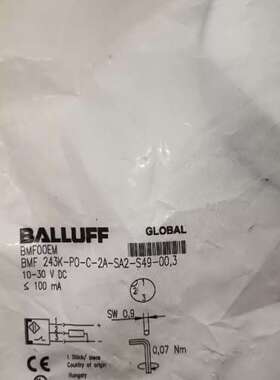 BALLUFF
GLOBAL
BMF00EM
BMF 243K-PO-C-2A-SA2-S49-00,3
10-30 V DC
≤ 100 mA
SW 0,9
0,07 Nm
1 Stück/ piece
Country of origin
Hungary
CE